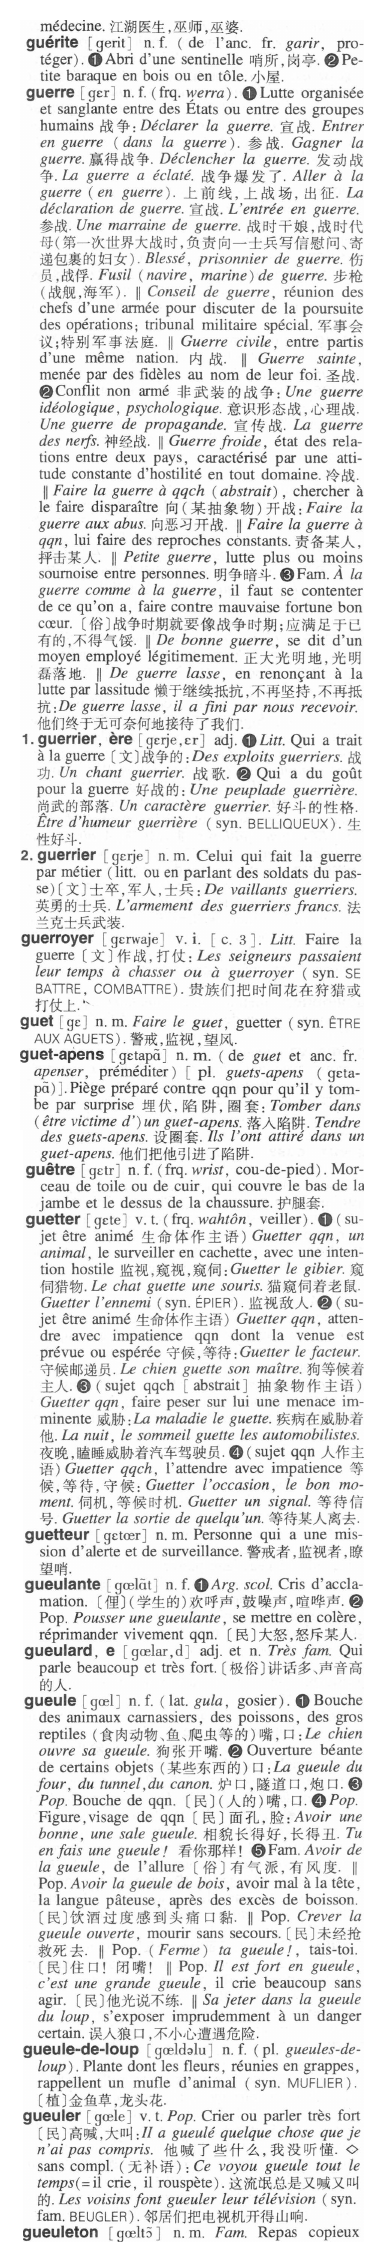 médecine. 江湖医生,巫师,巫婆.
guérite [gerit] n. f. ( de l'anc. fr. garir, pro-
téger). ❶ Abri d'une sentinelle 哨所,岗亭. ❷ Pe-
tite baraque en bois ou en tôle. 小屋.
guerre [gɛr] n. f. (frq. werra). ❶ Lutte organisée
et sanglante entre des États ou entre des groupes
humains 战争: Déclarer la guerre. 宣战. Entrer
en guerre (dans la guerre). 参战. Gagner la
guerre. 赢得战争. Déclencher la guerre. 发动战
争. La guerre a éclaté. 战争爆发了. Aller à la
guerre (en guerre). 上前线,上战场,出征. La
déclaration de guerre. 宣战. L'entrée en guerre.
参战. Une marraine de guerre. 战时干娘,战时代
母(第一次世界大战时,负责向一士兵写信慰问、寄
递包裹的妇女). Blessé, prisonnier de guerre. 伤
员,战俘. Fusil (navire, marine) de guerre. 步枪
(战舰,海军). ‖ Conseil de guerre, réunion des
chefs d'une armée pour discuter de la poursuite
des opérations; tribunal militaire spécial. 军事会
议;特别军事法庭. ‖ Guerre civile, entre partis
d'une même nation. 内战. ‖ Guerre sainte,
menée par des fidèles au nom de leur foi. 圣战.
❷ Conflit non armé 非武装的战争: Une guerre
idéologique, psychologique. 意识形态战,心理战.
Une guerre de propagande. 宣传战. La guerre
des nerfs. 神经战. ‖ Guerre froide, état des rela-
tions entre deux pays, caractérisé par une atti-
tude constante d'hostilité en tout domaine. 冷战.
‖ Faire la guerre à qqch (abstrait), chercher à
le faire disparaître 向(某抽象物)开战: Faire la
guerre aux abus. 向恶习开战. ‖ Faire la guerre à
qqn, lui faire des reproches constants. 责备某人,
抨击某人. ‖ Petite guerre, lutte plus ou moins
sournoise entre personnes. 明争暗斗. ❸ Fam. À la
guerre comme à la guerre, il faut se contenter
de ce qu'on a, faire contre mauvaise fortune bon
cœur. 〔俗〕战争时期就要像战争时期;应满足于已
有的,不得气馁. ‖ De bonne guerre, se dit d'un
moyen employé légitimement. 正大光明地,光明
磊落地. ‖ De guerre lasse, en renonçant à la
lutte par lassitude 懒于继续抵抗,不再坚持,不再抵
抗: De guerre lasse, il a fini par nous recevoir.
他们终于无可奈何地接待了我们.
1. guerrier, ère [gɛrje,ɛr] adj. ❶ Litt. Qui a trait
à la guerre〔文〕战争的: Des exploits guerriers. 战
功. Un chant guerrier. 战歌. ❷ Qui a du goût
pour la guerre 好战的: Une peuplade guerrière.
尚武的部落. Un caractère guerrier. 好斗的性格.
Être d'humeur guerrière (syn. BELLIQUEUX). 生
性好斗.
2. guerrier [gɛrje] n. m. Celui qui fait la guerre
par métier (litt. ou en parlant des soldats du pas-
se)〔文〕士卒,军人,士兵: De vaillants guerriers.
英勇的士兵. L'armement des guerriers francs. 法
兰克士兵武装.
guerroyer [gɛrwaje] v. i. [c. 3]. Litt. Faire la
guerre〔文〕作战,打仗: Les seigneurs passaient
leur temps à chasser ou à guerroyer (syn. SE
BATTRE, COMBATTRE). 贵族们把时间花在狩猎或
打仗上.
guet [gɛ] n. m. Faire le guet, guetter (syn. ÊTRE
AUX AGUETS). 警戒,监视,望风.
guet-apens [gɛtapɑ̃] n. m. (de guet et anc. fr.
apenser, préméditer) [pl. guets-apens (gɛta-
pɑ̃)]. Piège préparé contre qqn pour qu'il y tom-
be par surprise 埋伏,陷阱,圈套: Tomber dans
(être victime d') un guet-apens. 落入陷阱. Tendre
des guets-apens. 设圈套. Ils l'ont attiré dans un
guet-apens. 他们把他引进了陷阱.
guêtre [gɛtr] n. f. (frq. wrist, cou-de-pied). Mor-
ceau de toile ou de cuir, qui couvre le bas de la
jambe et le dessus de la chaussure. 护腿套.
guetter [gɛte] v. t. (frq. wahtôn, veiller). ❶ (su-
jet être animé 生命体作主语) Guetter qqn, un
animal, le surveiller en cachette, avec une inten-
tion hostile 监视,窥视,窥伺: Guetter le gibier. 窥
伺猎物. Le chat guette une souris. 猫窥伺着老鼠.
Guetter l'ennemi (syn. ÉPIER). 监视敌人. ❷ (su-
jet être animé 生命体作主语) Guetter qqn, atten-
dre avec impatience qqn dont la venue est
prévue ou espérée 守候,等待: Guetter le facteur.
守候邮递员. Le chien guette son maître. 狗等候着
主人. ❸ (sujet qqch [abstrait] 抽象物作主语)
Guetter qqn, faire peser sur lui une menace im-
minente 威胁: La maladie le guette. 疾病在威胁着
他. La nuit, le sommeil guette les automobilistes.
夜晚,瞌睡威胁着汽车驾驶员. ❹ (sujet qqn 人作主
语) Guetter qqch, l'attendre avec impatience 等
候,等待,守候: Guetter l'occasion, le bon mo-
ment. 伺机,等候时机. Guetter un signal. 等待信
号. Guetter la sortie de quelqu'un. 等待某人离去.
guetteur [gɛtœr] n. m. Personne qui a une mis-
sion d'alerte et de surveillance. 警戒者,监视者,瞭
望哨.
gueulante [gœlɑ̃t] n. f. ❶ Arg. scol. Cris d'accla-
mation. 〔俚〕(学生的)欢呼声,鼓噪声,喧哗声. ❷
Pop. Pousser une gueulante, se mettre en colère,
réprimander vivement qqn. 〔民〕大怒,怒斥某人.
gueulard, e [gœlar,d] adj. et n. Très fam. Qui
parle beaucoup et très fort. 〔极俗〕讲话多、声音高
的人.
gueule [gœl] n. f. (lat. gula, gosier). ❶ Bouche
des animaux carnassiers, des poissons, des gros
reptiles (食肉动物、鱼、爬虫等的)嘴,口: Le chien
ouvre sa gueule. 狗张开嘴. ❷ Ouverture béante
de certains objets (某些东西的)口: La gueule du
four, du tunnel, du canon. 炉口,隧道口,炮口. ❸
Pop. Bouche de qqn. 〔民〕(人的)嘴,口. ❹ Pop.
Figure, visage de qqn〔民〕面孔,脸: Avoir une
bonne, une sale gueule. 相貌长得好,长得丑. Tu
en fais une gueule! 看你那样! ❺ Fam. Avoir de
la gueule, de l'allure〔俗〕有气派,有风度. ‖
Pop. Avoir la gueule de bois, avoir mal à la tête,
la langue pâteuse, après des excès de boisson.
〔民〕饮酒过度感到头痛口黏. ‖ Pop. Crever la
gueule ouverte, mourir sans secours. 〔民〕未经抢
救死去. ‖ Pop. (Ferme) ta gueule!, tais-toi.
〔民〕住口! 闭嘴! ‖ Pop. Il est fort en gueule,
c'est une grande gueule, il crie beaucoup sans
agir. 〔民〕他光说不练. ‖ Sa jeter dans la gueule
du loup, s'exposer imprudemment à un danger
certain. 误入狼口,不小心遭遇危险.
gueule-de-loup [gœldəlu] n. f. (pl. gueules-de-
loup). Plante dont les fleurs, réunies en grappes,
rappellent un mufle d'animal (syn. MUFLIER).
〔植〕金鱼草,龙头花.
gueuler [gœle] v. t. Pop. Crier ou parler très fort
〔民〕高喊,大叫: Il a gueulé quelque chose que je
n'ai pas compris. 他喊了些什么,我没听懂. ◇
sans compl. (无补语): Ce voyou gueule tout le
temps (= il crie, il rouspète). 这流氓总是又喊又叫
的. Les voisins font gueuler leur télévision (syn.
fam. BEUGLER). 邻居们把电视机开得山响.
gueuleton [gœltɔ̃] n. m. Fam. Repas copieux